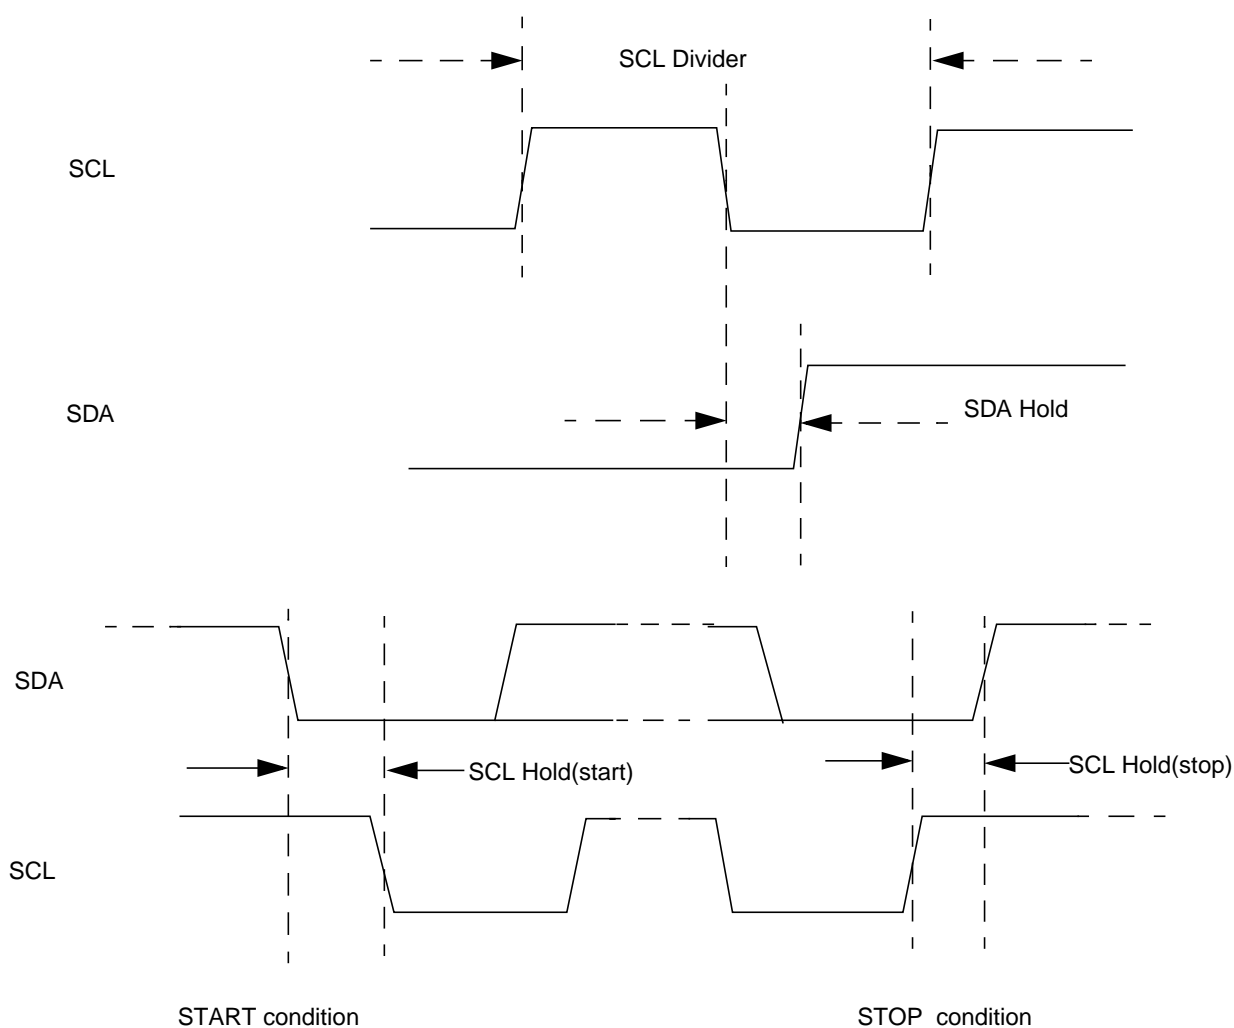 SCL Divider
SCL
SDA
SDA Hold
SDA
SCL Hold(start)
SCL Hold(stop)
SCL
START condition
STOP condition